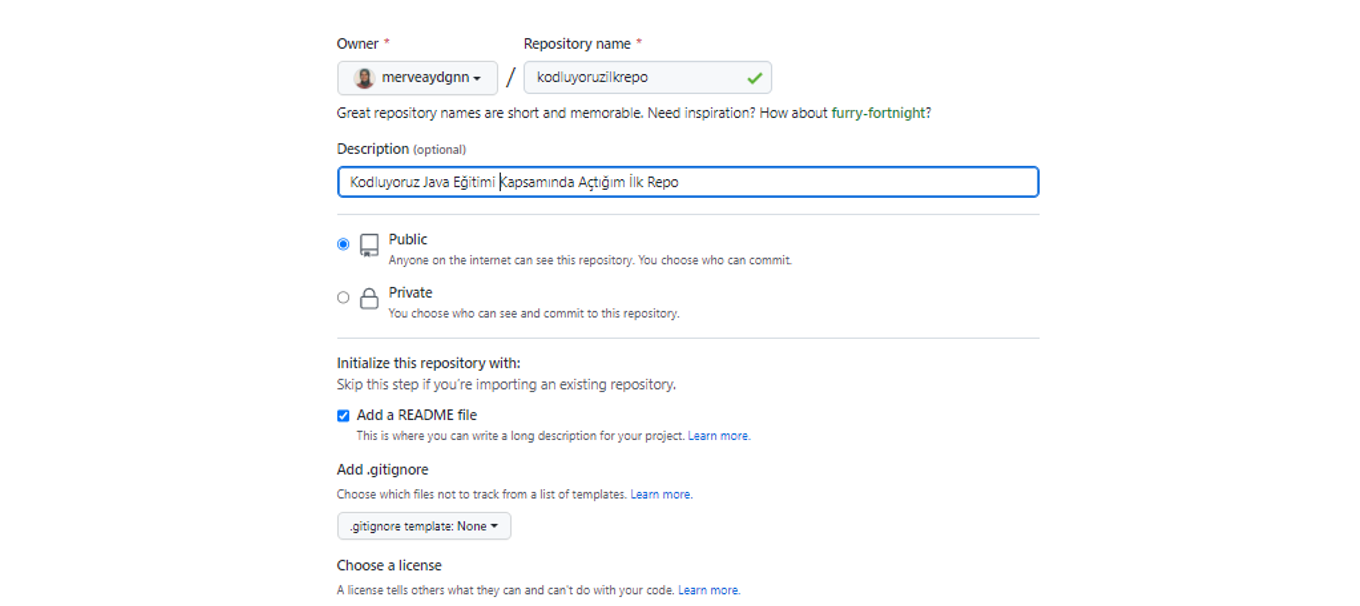 Owner *
Repository name *
merveaydgnn
/
kodluyoruzilkrepo
Great repository names are short and memorable. Need inspiration? How about furry-fortnight?
Description (optional)
Kodluyoruz Java Eğitimi Kapsamında Açtığım İlk Repo
Public
Anyone on the internet can see this repository. You choose who can commit.
Private
You choose who can see and commit to this repository.
Initialize this repository with:
Skip this step if you're importing an existing repository.
Add a README file
This is where you can write a long description for your project. Learn more.
Add .gitignore
Choose which files not to track from a list of templates. Learn more.
.gitignore template: None
Choose a license
A license tells others what they can and can't do with your code. Learn more.